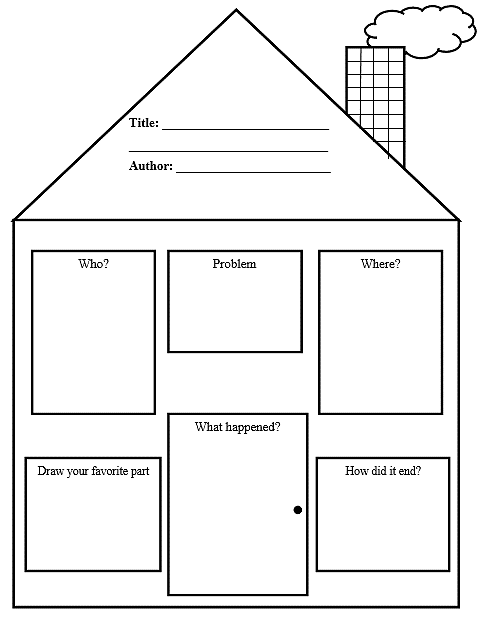 Title:
Author:
Who?
Problem
Where?
What happened?
Draw your favorite part
How did it end?